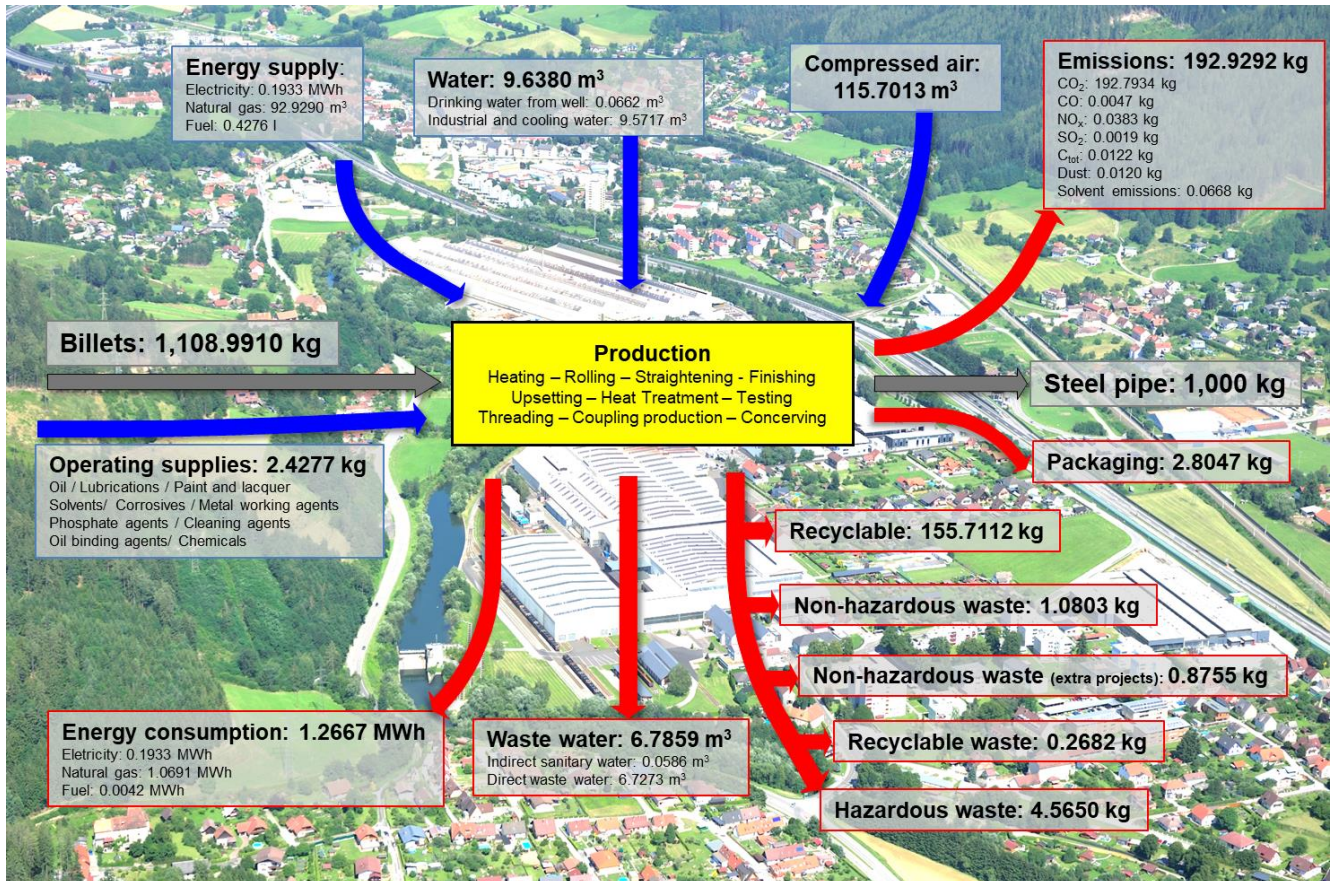 Energy supply:
Electricity: 0.1933 MWh
Natural gas: 92.9290 m³
Fuel: 0.4276 l
Water: 9.6380 m³
Drinking water from well: 0.0662 m³
Industrial and cooling water: 9.5717 m³
Compressed air:
115.7013 m³
Emissions: 192.9292 kg
CO₂: 192.7934 kg
CO: 0.0047 kg
NOₓ: 0.0383 kg
SO₂: 0.0019 kg
Cₜₒₜ: 0.0122 kg
Dust: 0.0120 kg
Solvent emissions: 0.0668 kg
Billets: 1,108.9910 kg
Production
Heating – Rolling – Straightening - Finishing
Upsetting – Heat Treatment – Testing
Threading – Coupling production – Concerving
Steel pipe: 1,000 kg
Operating supplies: 2.4277 kg
Oil / Lubrications / Paint and lacquer
Solvents/ Corrosives / Metal working agents
Phosphate agents / Cleaning agents
Oil binding agents/ Chemicals
Packaging: 2.8047 kg
Recyclable: 155.7112 kg
Non-hazardous waste: 1.0803 kg
Non-hazardous waste (extra projects): 0.8755 kg
Energy consumption: 1.2667 MWh
Eletricity: 0.1933 MWh
Natural gas: 1.0691 MWh
Fuel: 0.0042 MWh
Waste water: 6.7859 m³
Indirect sanitary water: 0.0586 m³
Direct waste water: 6.7273 m³
Recyclable waste: 0.2682 kg
Hazardous waste: 4.5650 kg